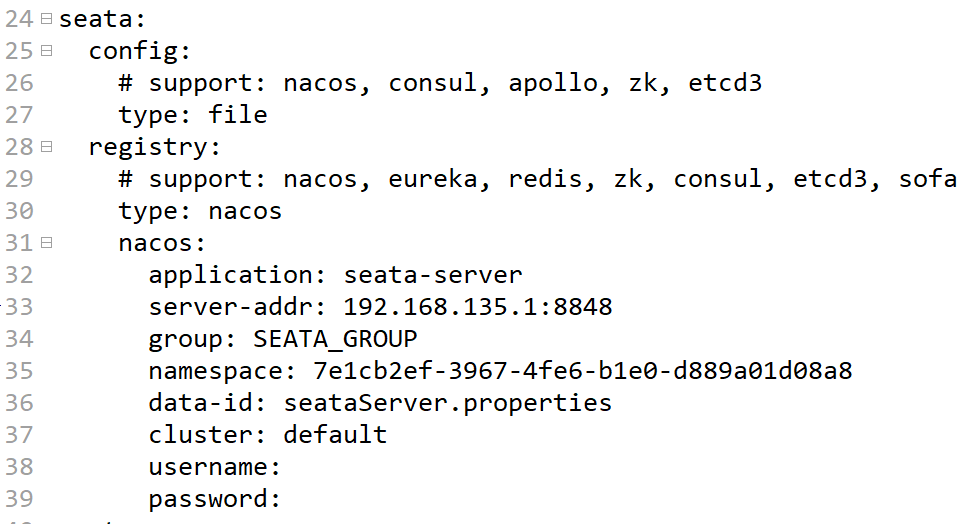 24 seata:
25 config:
26 # support: nacos, consul, apollo, zk, etcd3
27 type: file
28 registry:
29 # support: nacos, eureka, redis, zk, consul, etcd3, sofa
30 type: nacos
31 nacos:
32 application: seata-server
33 server-addr: 192.168.135.1:8848
34 group: SEATA_GROUP
35 namespace: 7e1cb2ef-3967-4fe6-b1e0-d889a01d08a8
36 data-id: seataServer.properties
37 cluster: default
38 username:
39 password: